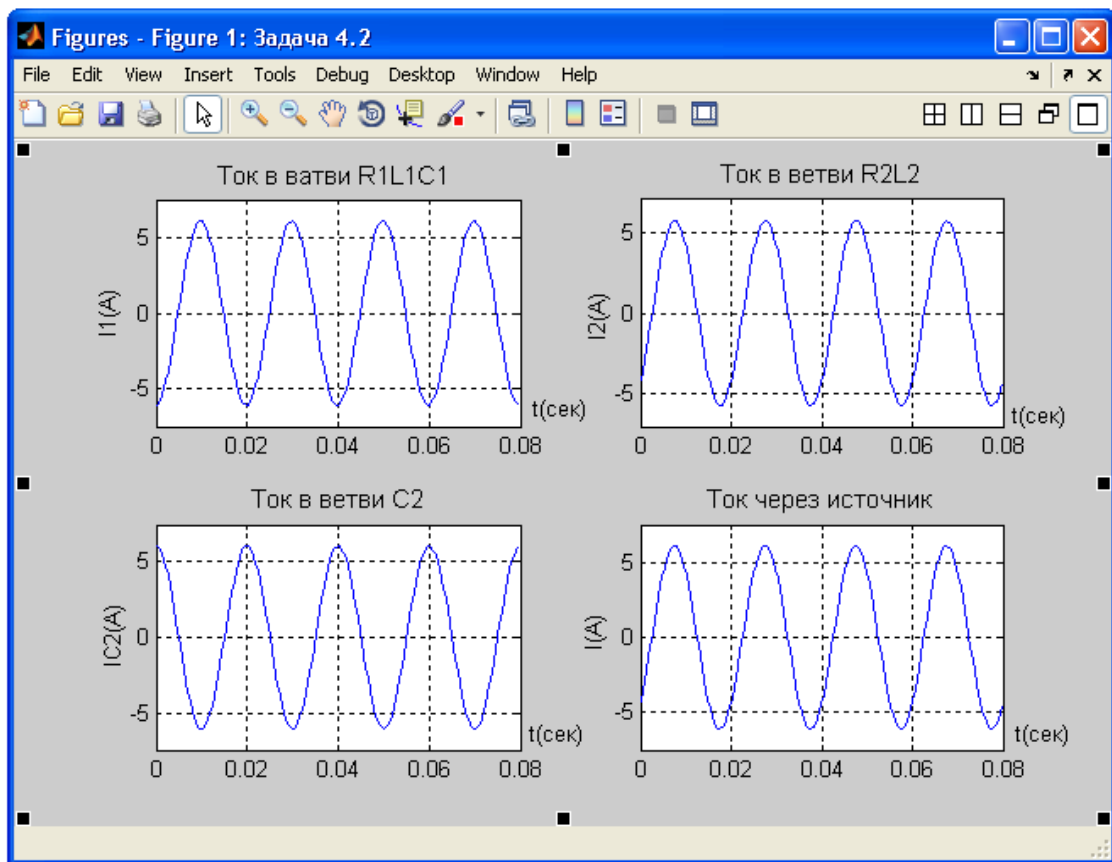 Figures - Figure 1: Задача 4.2
File Edit View Insert Tools Debug Desktop Window Help
Ток в ватви R1L1C1
I1(A)
5
0
-5
0 0.02 0.04 0.06 0.08
t(сек)
Ток в ветви R2L2
I2(A)
5
0
-5
0 0.02 0.04 0.06 0.08
t(сек)
Ток в ветви C2
IC2(A)
5
0
-5
0 0.02 0.04 0.06 0.08
t(сек)
Ток через источник
I(A)
5
0
-5
0 0.02 0.04 0.06 0.08
t(сек)